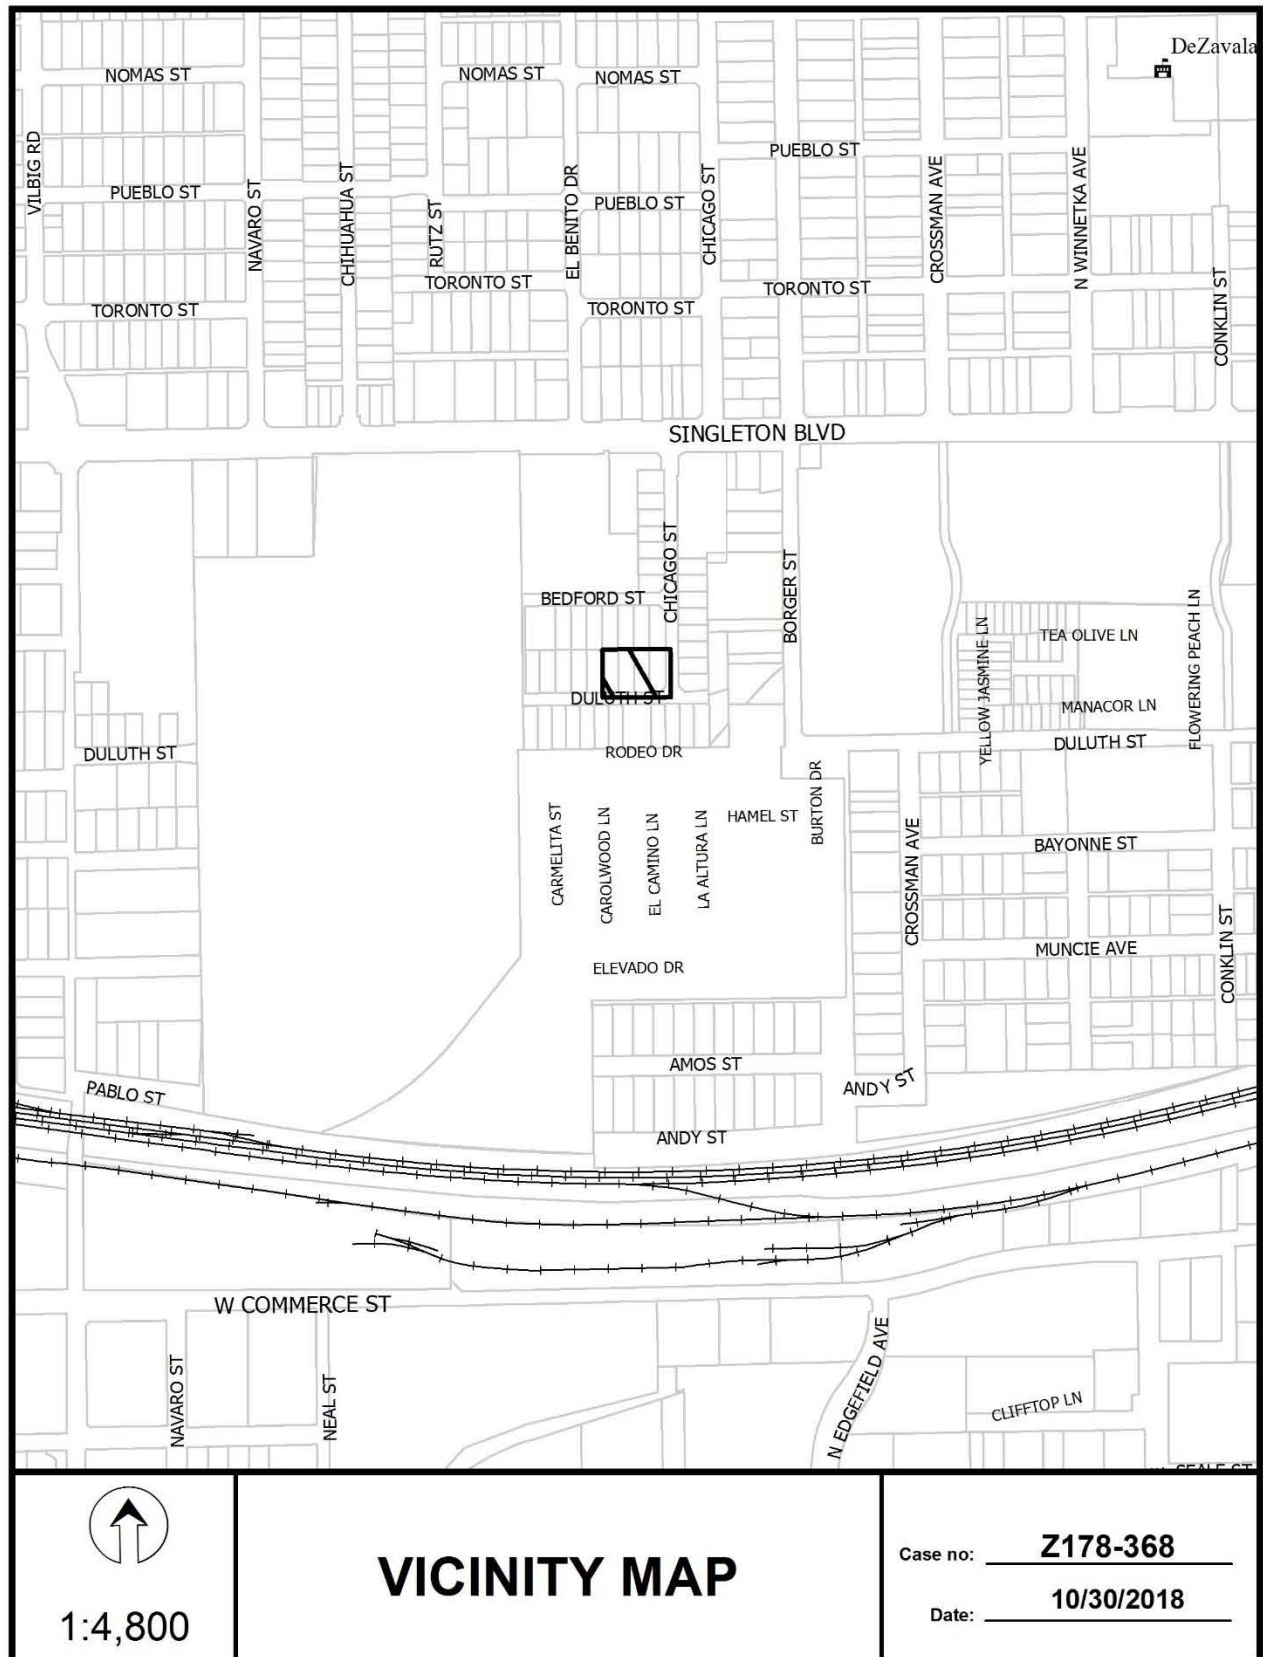 DeZavala
NOMAS ST
NOMAS ST
NOMAS ST
VILBIG RD
PUEBLO ST
NAVARO ST
CHIHUAHUA ST
RUTZ ST
EL BENITO DR
PUEBLO ST
CHICAGO ST
PUEBLO ST
CROSSMAN AVE
N WINNETKA AVE
CONKLIN ST
TORONTO ST
TORONTO ST
TORONTO ST
TORONTO ST
SINGLETON BLVD
CHICAGO ST
BEDFORD ST
BORGER ST
DULUTH ST
YELLOW JASMINE LN
TEA OLIVE LN
FLOWERING PEACH LN
MANACOR LN
DULUTH ST
DULUTH ST
RODEO DR
CARMELITA ST
CAROLWOOD LN
EL CAMINO LN
LA ALTURA LN
HAMEL ST
BURTON DR
CROSSMAN AVE
BAYONNE ST
MUNCIE AVE
CONKLIN ST
ELEVADO DR
AMOS ST
ANDY ST
PABLO ST
ANDY ST
W COMMERCE ST
NAVARO ST
NEAL ST
N EDGEFIELD AVE
CLIFFTOP LN
1:4,800
VICINITY MAP
Case no: Z178-368
Date: 10/30/2018